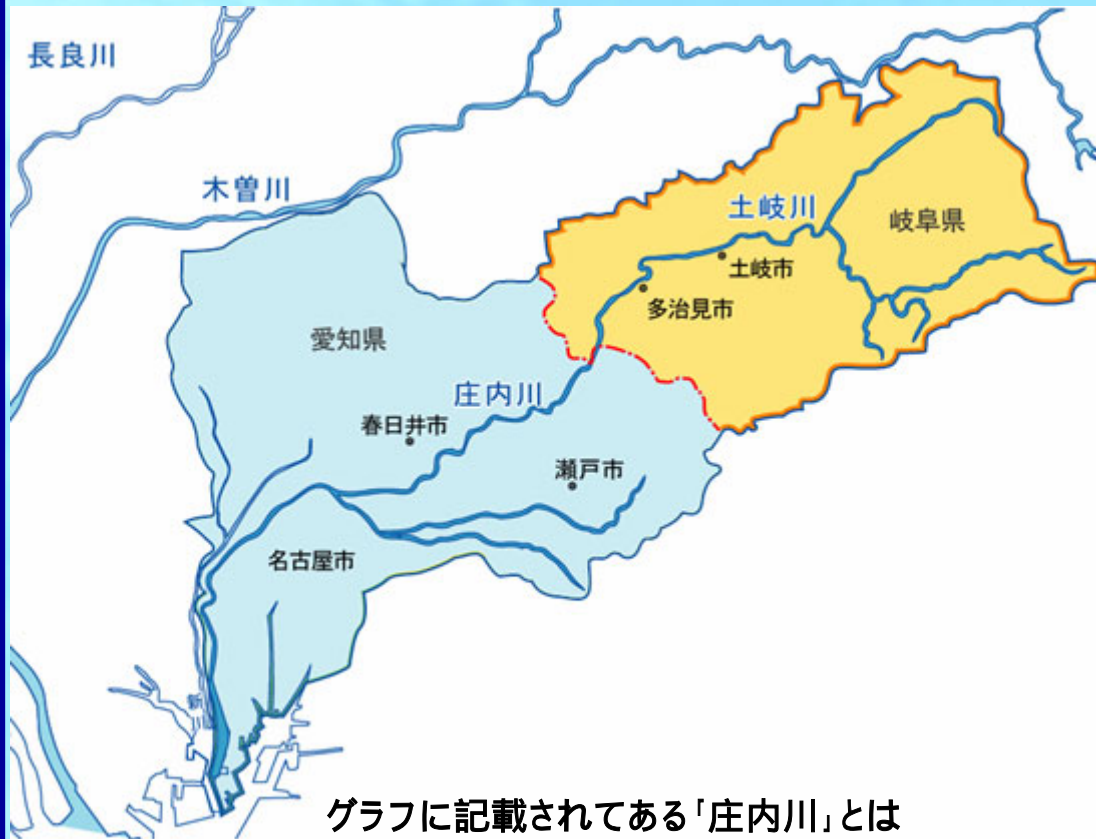 長良川
木曽川
土岐川
岐阜県
土岐市
多治見市
愛知県
庄内川
春日井市
瀬戸市
名古屋市
新川
グラフに記載されてある「庄内川」とは